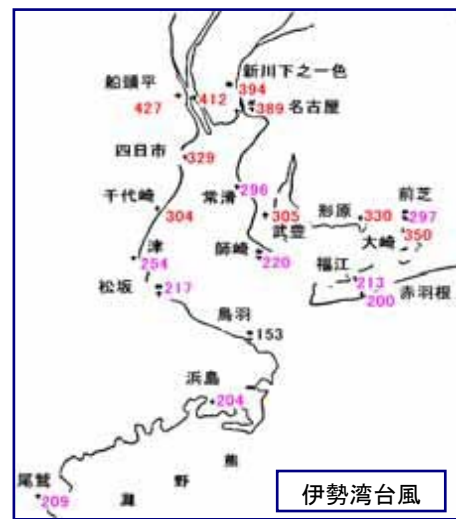 新川下之一色
394
船頭平
427
412
389
名古屋
四日市
329
常滑
296
千代崎
304
305
武豊
形原
330
前芝
297
350
大崎
師崎
220
津
254
福江
213
200
赤羽根
松坂
217
鳥羽
153
浜島
204
尾鷲
209
熊
野
灘
伊勢湾台風